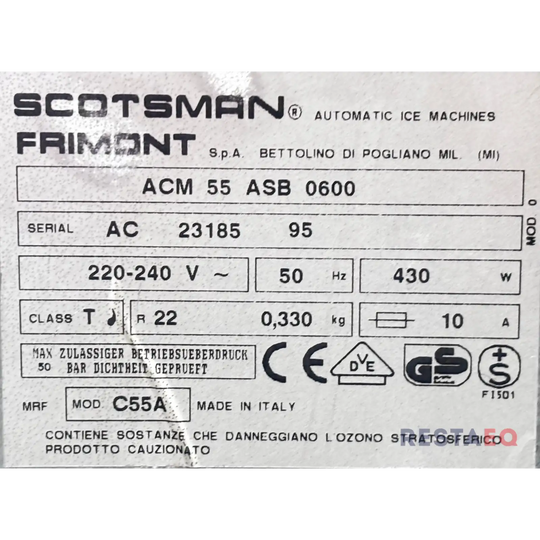 SCOTSMAN® AUTOMATIC ICE MACHINES
FRIMONT S.p.A. BETTOLINO DI POGLIANO MIL. (MI)
ACM 55 ASB 0600
MOD 0
SERIAL AC 23185 95
220-240 V ~ 50 Hz 430 W
CLASS T R 22 0,330 kg 10 A
MAX ZULASSIGER BETRIEBSUEBERDRUCK
50 BAR DICHTHEIT GEPRUEFT
CE DVE GS +S
FI501
MRF MOD. C55A MADE IN ITALY
CONTIENE SOSTANZE CHE DANNEGGIANO L'OZONO STRATOSFERICO
PRODOTTO CAUZIONATO
RESTAEQ